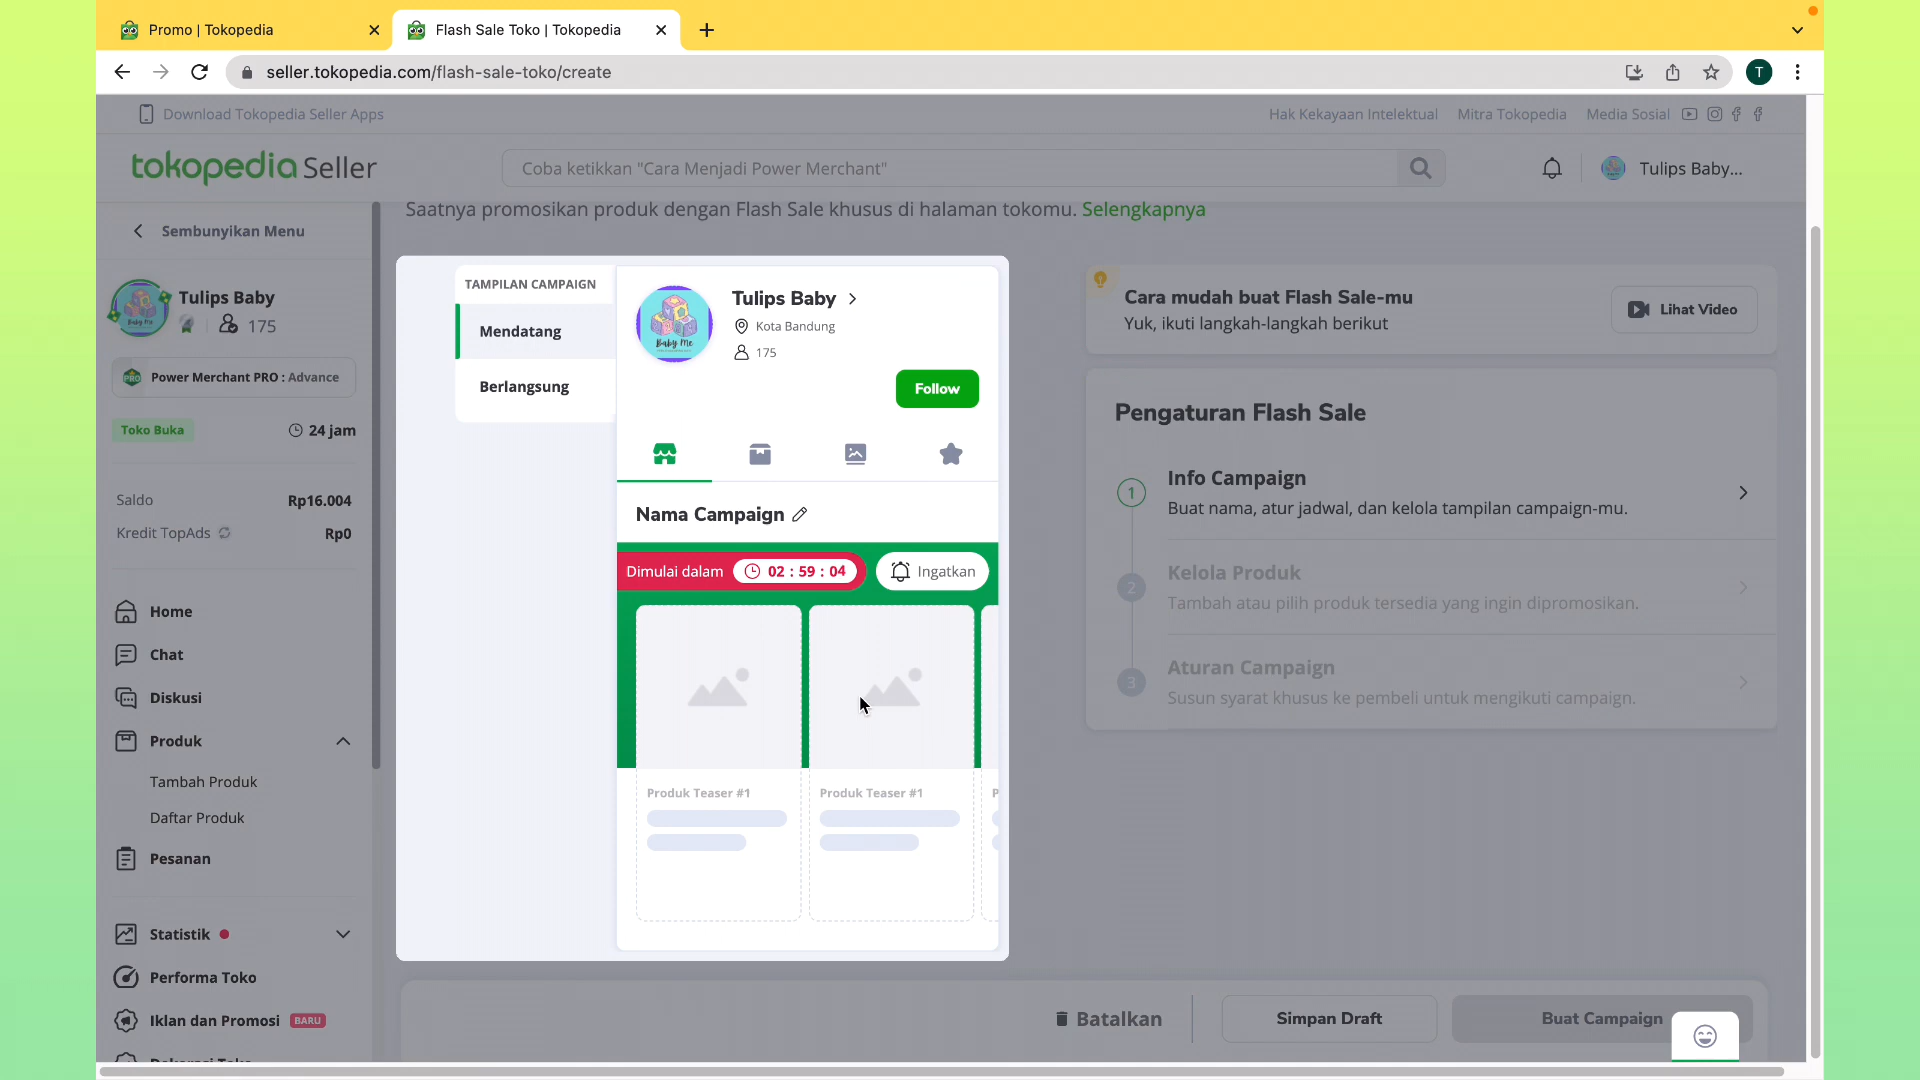 Promo | Tokopedia
Flash Sale Toko | Tokopedia
seller.tokopedia.com/flash-sale-toko/create
T
Download Tokopedia Seller Apps
Hak Kekayaan Intelektual
Mitra Tokopedia
Media Sosial
tokopedia Seller
Coba ketikkan "Cara Menjadi Power Merchant"
Tulips Baby...
Sembunyikan Menu
Tulips Baby
175
PRO
Power Merchant PRO : Advance
Toko Buka
24 jam
Saldo
Rp16.004
Kredit TopAds
Rp0
Home
Chat
Diskusi
Produk
Tambah Produk
Daftar Produk
Pesanan
Statistik
Performa Toko
Iklan dan Promosi BARU
Dekorasi Toko
Saatnya promosikan produk dengan Flash Sale khusus di halaman tokomu. Selengkapnya
TAMPILAN CAMPAIGN
Mendatang
Berlangsung
Baby Me
Tulips Baby
Kota Bandung
175
Follow
Nama Campaign
Dimulai dalam
02 : 59 : 04
Ingatkan
Produk Teaser #1
Produk Teaser #1
P
Cara mudah buat Flash Sale-mu
Yuk, ikuti langkah-langkah berikut
Lihat Video
Pengaturan Flash Sale
1
Info Campaign
Buat nama, atur jadwal, dan kelola tampilan campaign-mu.
2
Kelola Produk
Tambah atau pilih produk tersedia yang ingin dipromosikan.
3
Aturan Campaign
Susun syarat khusus ke pembeli untuk mengikuti campaign.
Batalkan
Simpan Draft
Buat Campaign